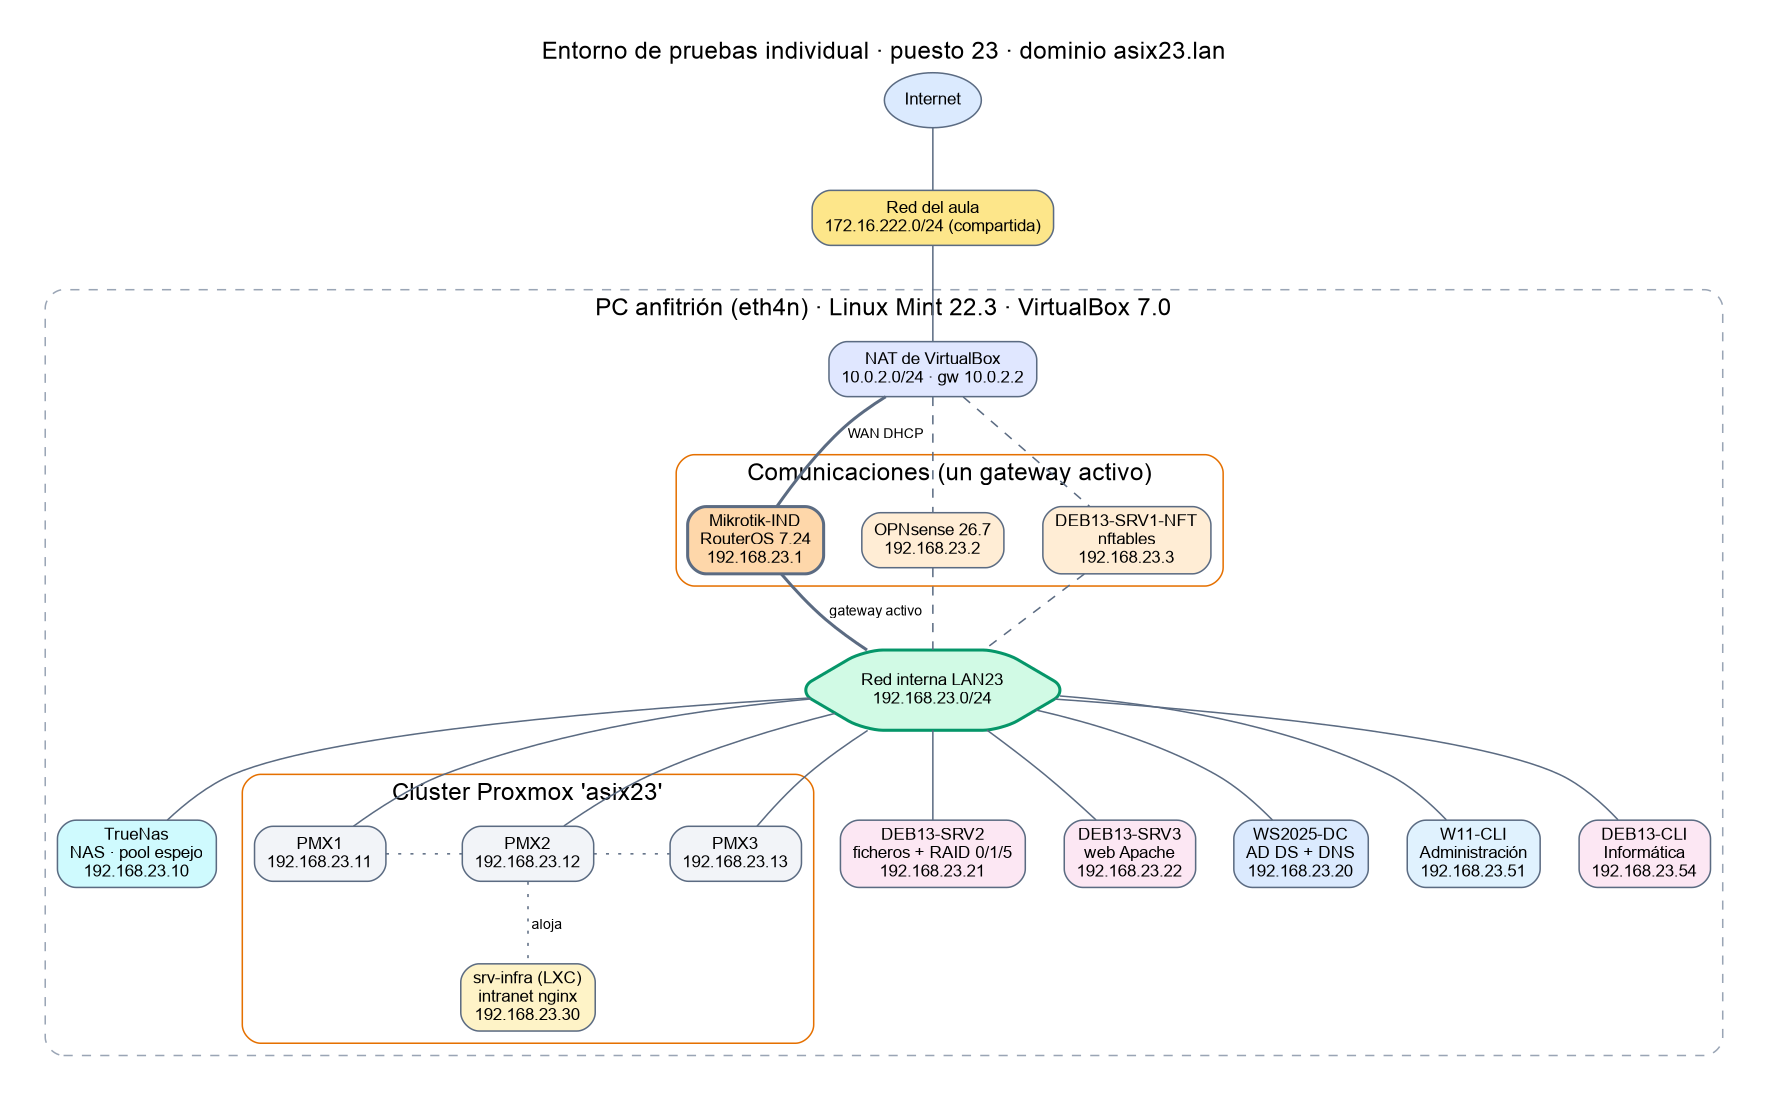 Entorno de pruebas individual · puesto 23 · dominio asix23.lan
Internet
Red del aula
172.16.222.0/24 (compartida)
PC anfitrión (eth4n) · Linux Mint 22.3 · VirtualBox 7.0
NAT de VirtualBox
10.0.2.0/24 · gw 10.0.2.2
WAN DHCP
Comunicaciones (un gateway activo)
Mikrotik-IND
RouterOS 7.24
192.168.23.1
OPNsense 26.7
192.168.23.2
DEB13-SRV1-NFT
nftables
192.168.23.3
gateway activo
Red interna LAN23
192.168.23.0/24
Clúster Proxmox 'asix23'
TrueNas
NAS · pool espejo
192.168.23.10
PMX1
192.168.23.11
PMX2
192.168.23.12
PMX3
192.168.23.13
DEB13-SRV2
ficheros + RAID 0/1/5
192.168.23.21
DEB13-SRV3
web Apache
192.168.23.22
WS2025-DC
AD DS + DNS
192.168.23.20
W11-CLI
Administración
192.168.23.51
DEB13-CLI
Informática
192.168.23.54
aloja
srv-infra (LXC)
intranet nginx
192.168.23.30